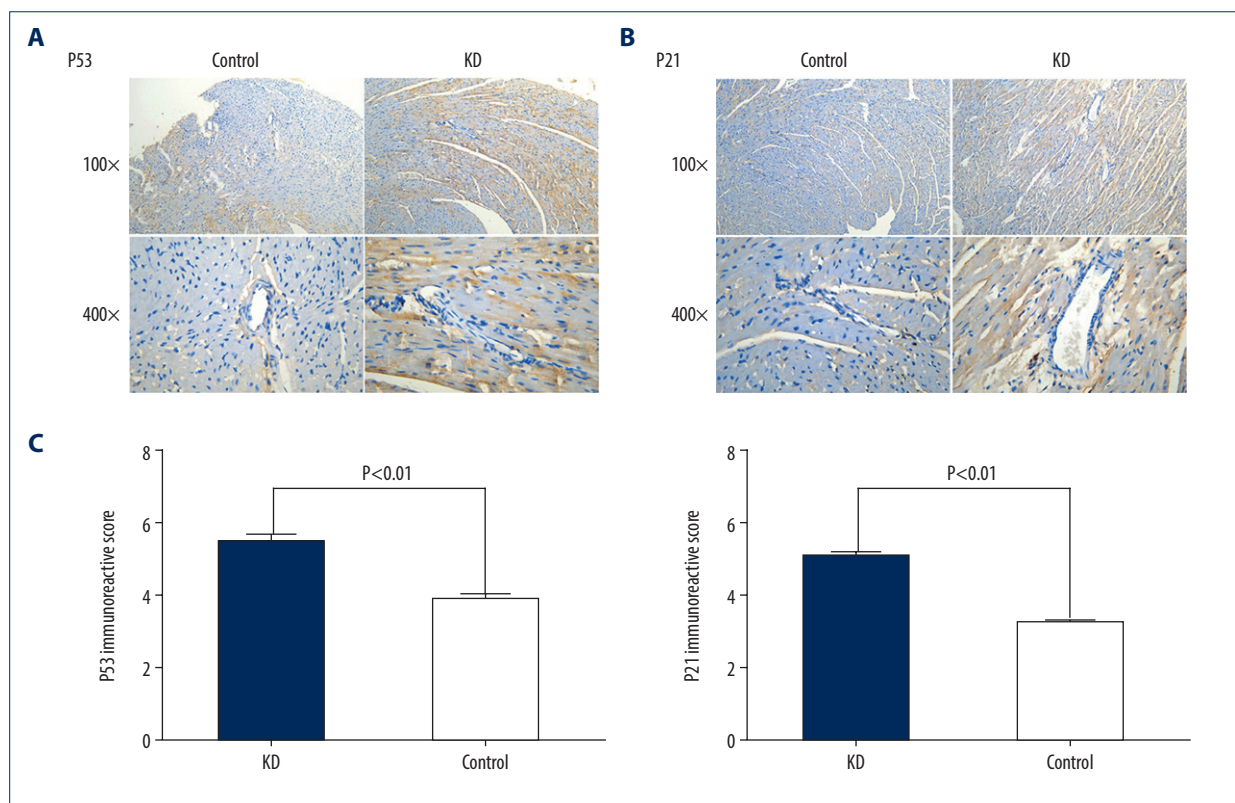 A
P53 Control KD
100×
400×
B
P21 Control KD
100×
400×
C
8
6
4
2
0
P53 immunoreactive score
P<0.01
KD Control
8
6
4
2
0
P21 immunoreactive score
P<0.01
KD Control